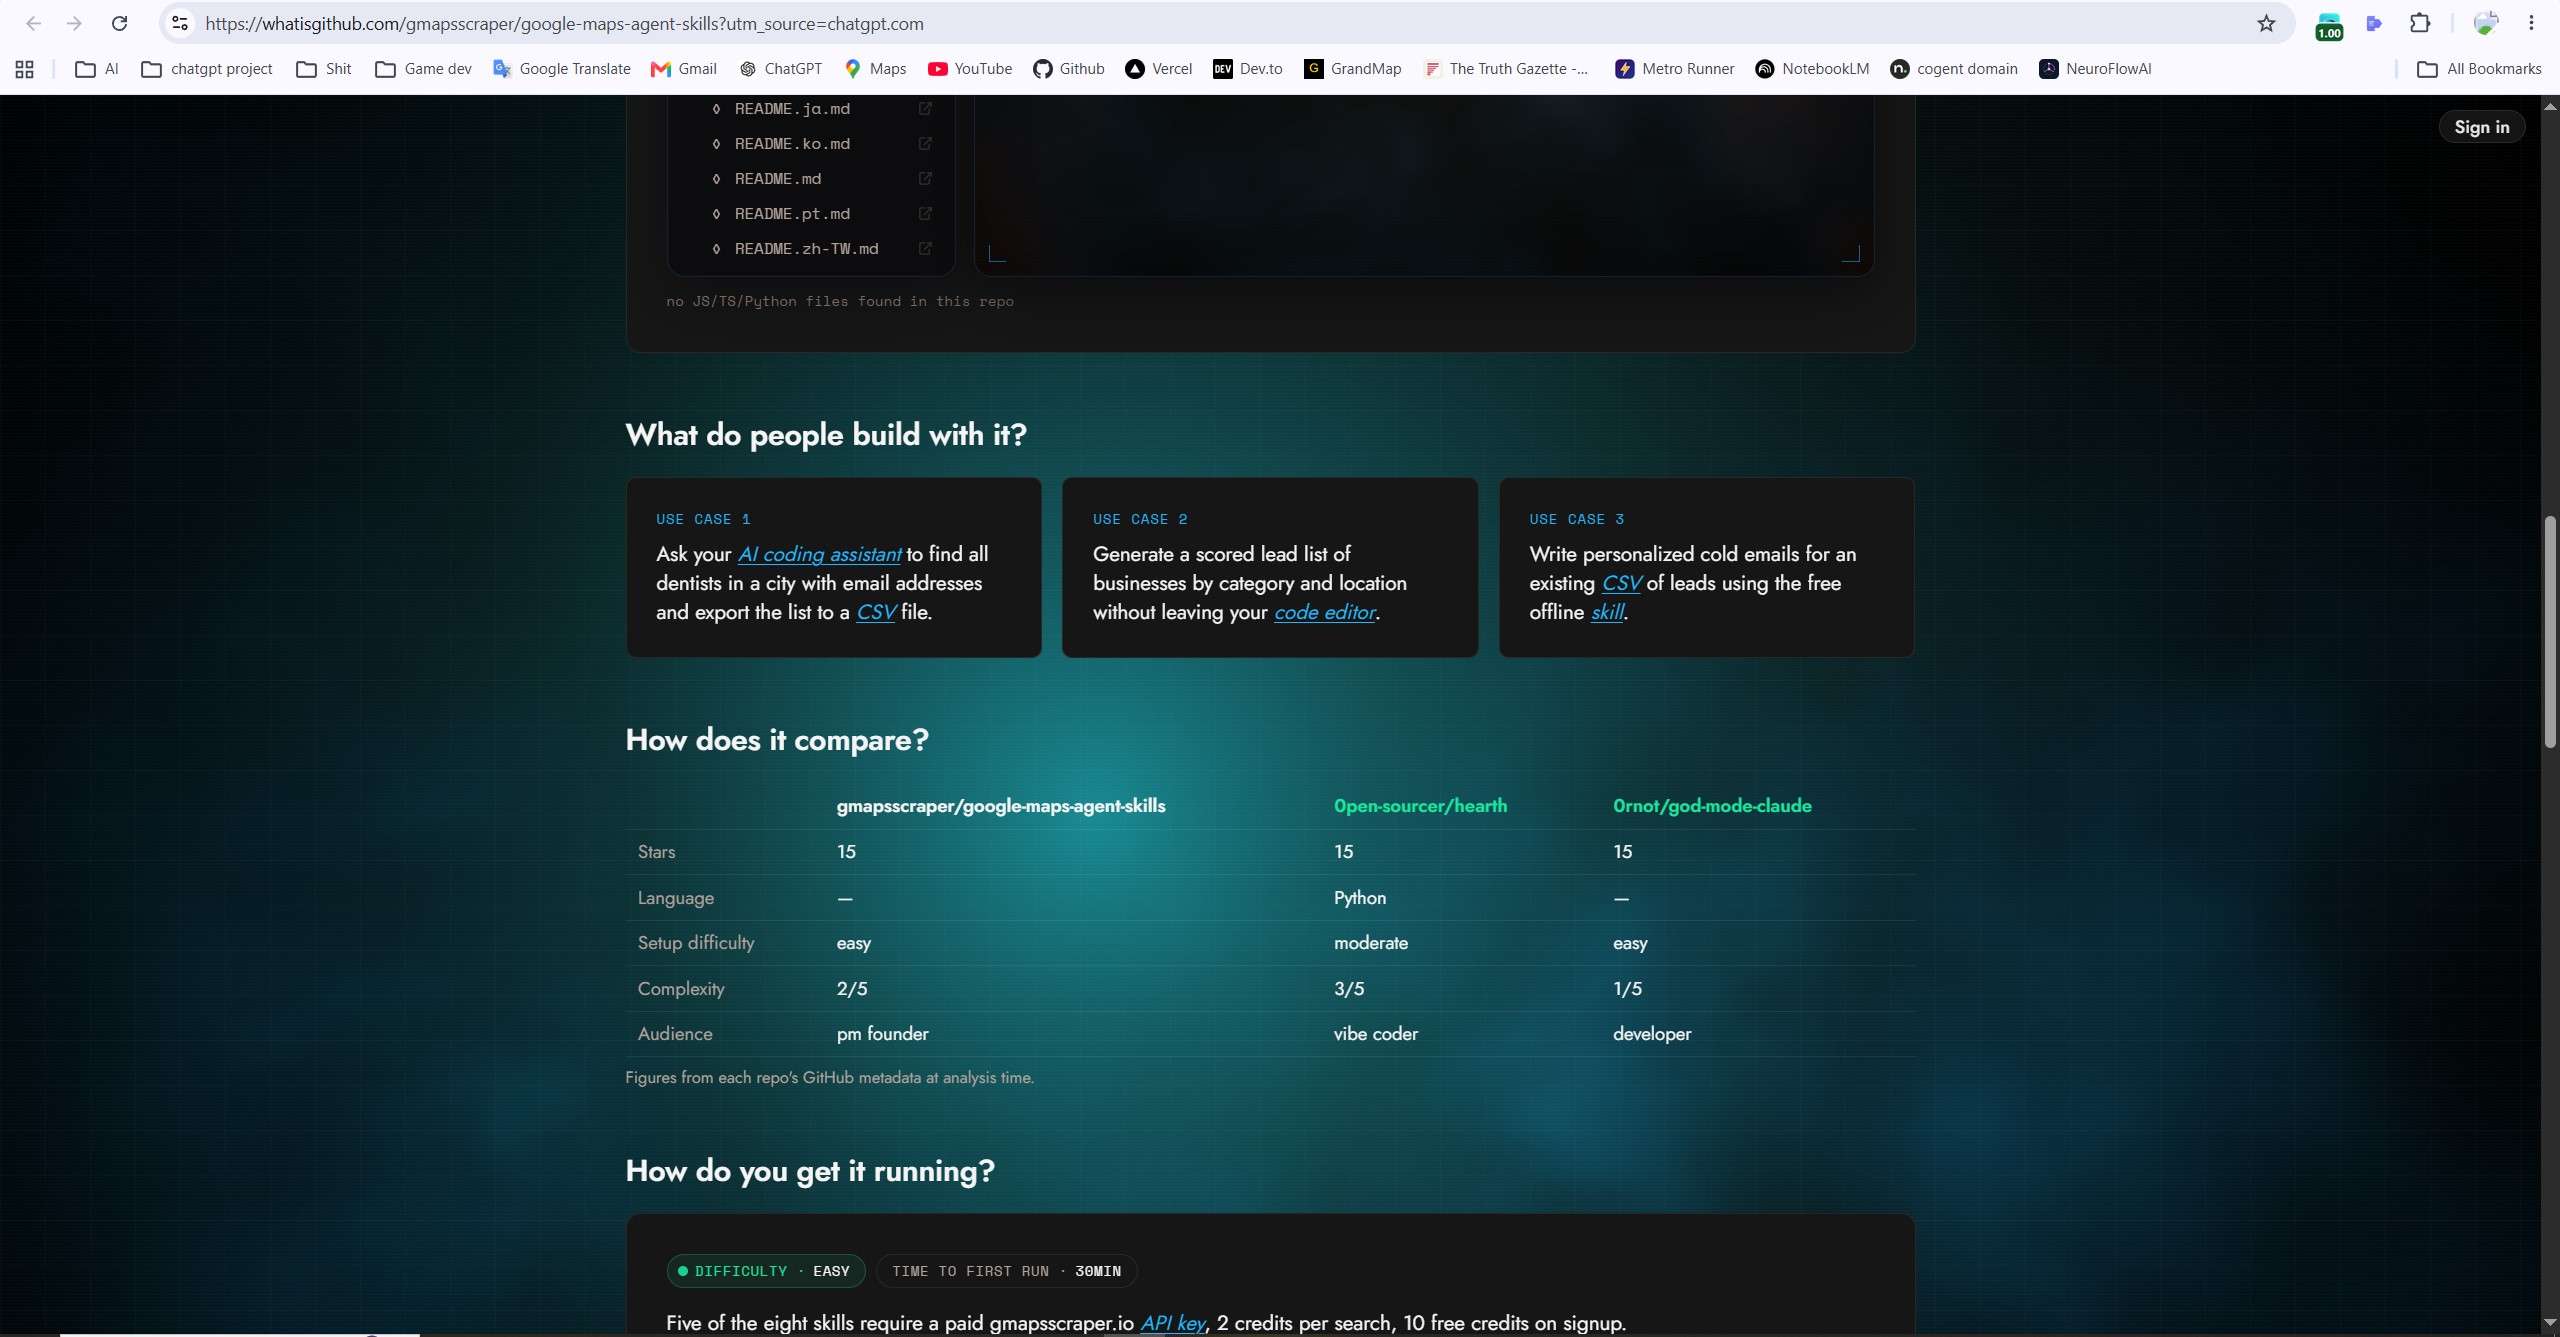 https://whatisgithub.com/gmapsscraper/google-maps-agent-skills?utm_source=chatgpt.com
1.00
AI
chatgpt project
Shit
Game dev
Google Translate
Gmail
ChatGPT
Maps
YouTube
Github
Vercel
DEV Dev.to
G GrandMap
The Truth Gazette -...
Metro Runner
NotebookLM
n. cogent domain
NeuroFlowAI
All Bookmarks
Sign in
README.ja.md
README.ko.md
README.md
README.pt.md
README.zh-TW.md
no JS/TS/Python files found in this repo
What do people build with it?
USE CASE 1
Ask your AI coding assistant to find all
dentists in a city with email addresses
and export the list to a CSV file.
USE CASE 2
Generate a scored lead list of
businesses by category and location
without leaving your code editor.
USE CASE 3
Write personalized cold emails for an
existing CSV of leads using the free
offline skill.
How does it compare?
gmapsscraper/google-maps-agent-skills 0pen-sourcer/hearth 0rnot/god-mode-claude
Stars 15 15 15
Language — Python —
Setup difficulty easy moderate easy
Complexity 2/5 3/5 1/5
Audience pm founder vibe coder developer
Figures from each repo's GitHub metadata at analysis time.
How do you get it running?
DIFFICULTY · EASY
TIME TO FIRST RUN · 30MIN
Five of the eight skills require a paid gmapsscraper.io API key, 2 credits per search, 10 free credits on signup.